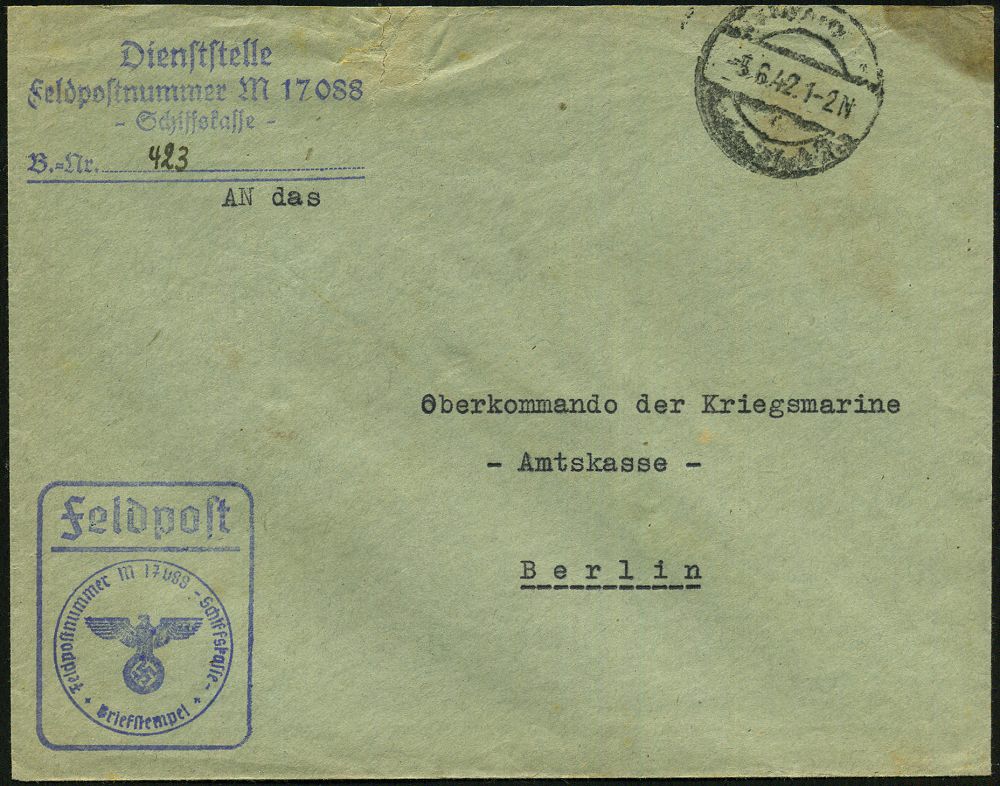 Dienststelle
Feldpostnummer M 17088
- Schiffskasse -
B.-Nr. 423
AN das
-8.6.42.1-2N
Oberkommando der Kriegsmarine
- Amtskasse -
Berlin
Feldpost
Feldpostnummer M 17088 - Schiffskasse -
* Briefstempel *